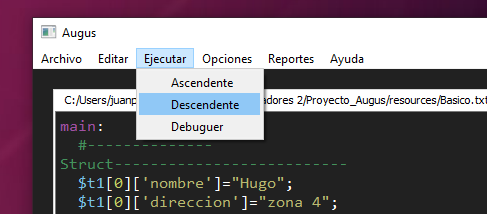 Augus
Archivo Editar Ejecutar Opciones Reportes Ayuda
Ascendente
Descendente
Debuguer
C:/Users/juanp adores 2/Proyecto_Augus/resources/Basico.txt
main:
#--------------
Struct--------------------------
$t1[0]['nombre']="Hugo";
$t1[0]['direccion']="zona 4";